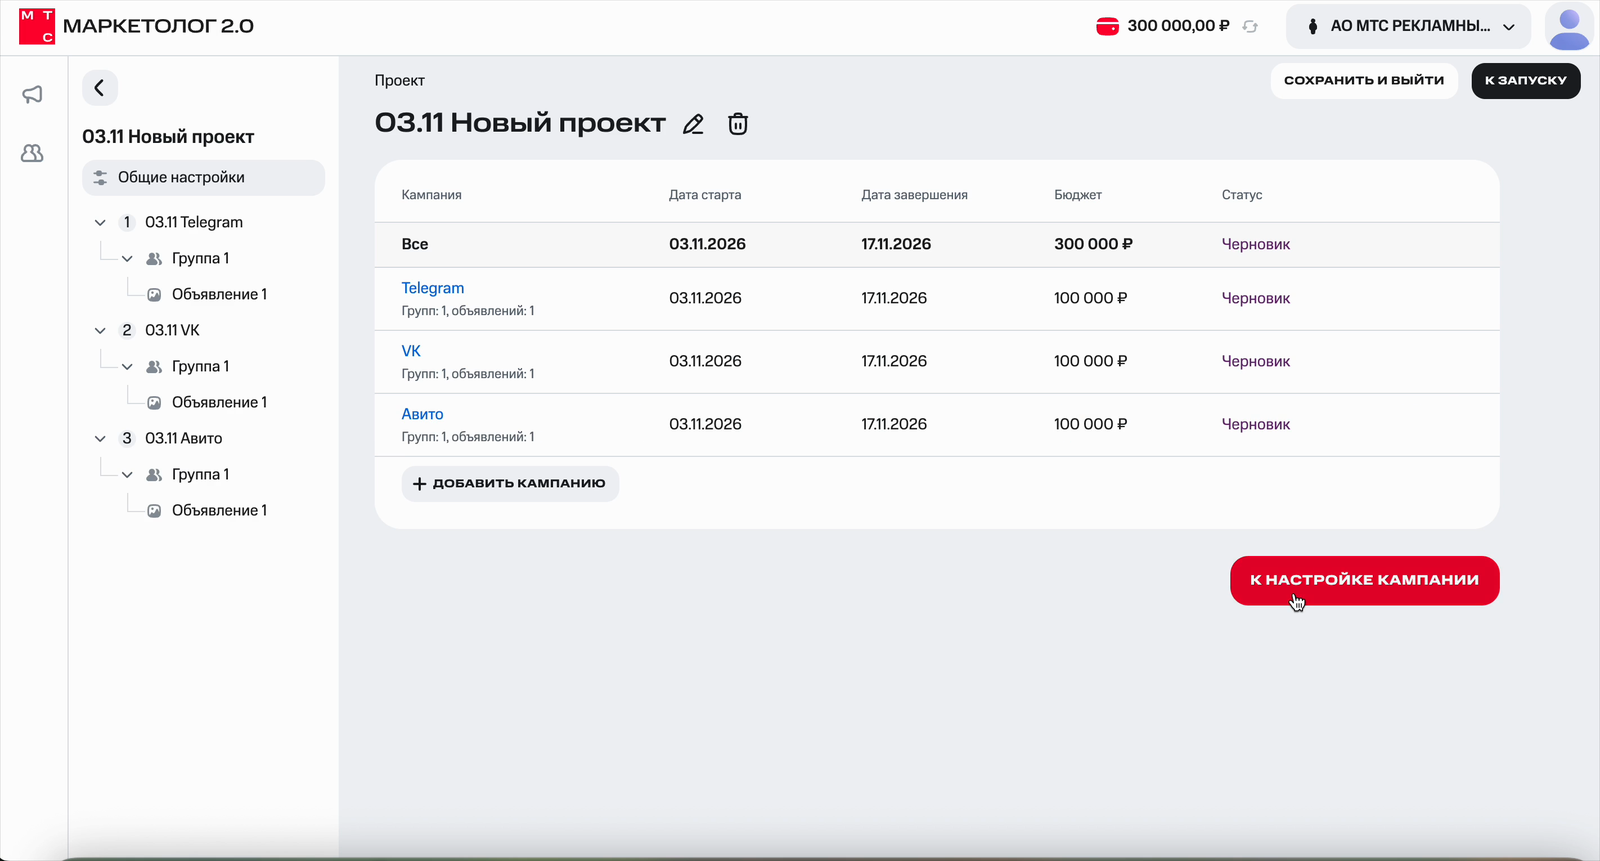 МТС МАРКЕТОЛОГ 2.0
300 000,00 ₽
АО МТС РЕКЛАМНЫ...
03.11 Новый проект
Общие настройки
1 03.11 Telegram
Группа 1
Объявление 1
2 03.11 VK
Группа 1
Объявление 1
3 03.11 Авито
Группа 1
Объявление 1
Проект
СОХРАНИТЬ И ВЫЙТИ
К ЗАПУСКУ
03.11 Новый проект
Кампания Дата старта Дата завершения Бюджет Статус
Все 03.11.2026 17.11.2026 300 000 ₽ Черновик
Telegram 03.11.2026 17.11.2026 100 000 ₽ Черновик
Групп: 1, объявлений: 1
VK 03.11.2026 17.11.2026 100 000 ₽ Черновик
Групп: 1, объявлений: 1
Авито 03.11.2026 17.11.2026 100 000 ₽ Черновик
Групп: 1, объявлений: 1
+ ДОБАВИТЬ КАМПАНИЮ
К НАСТРОЙКЕ КАМПАНИИ